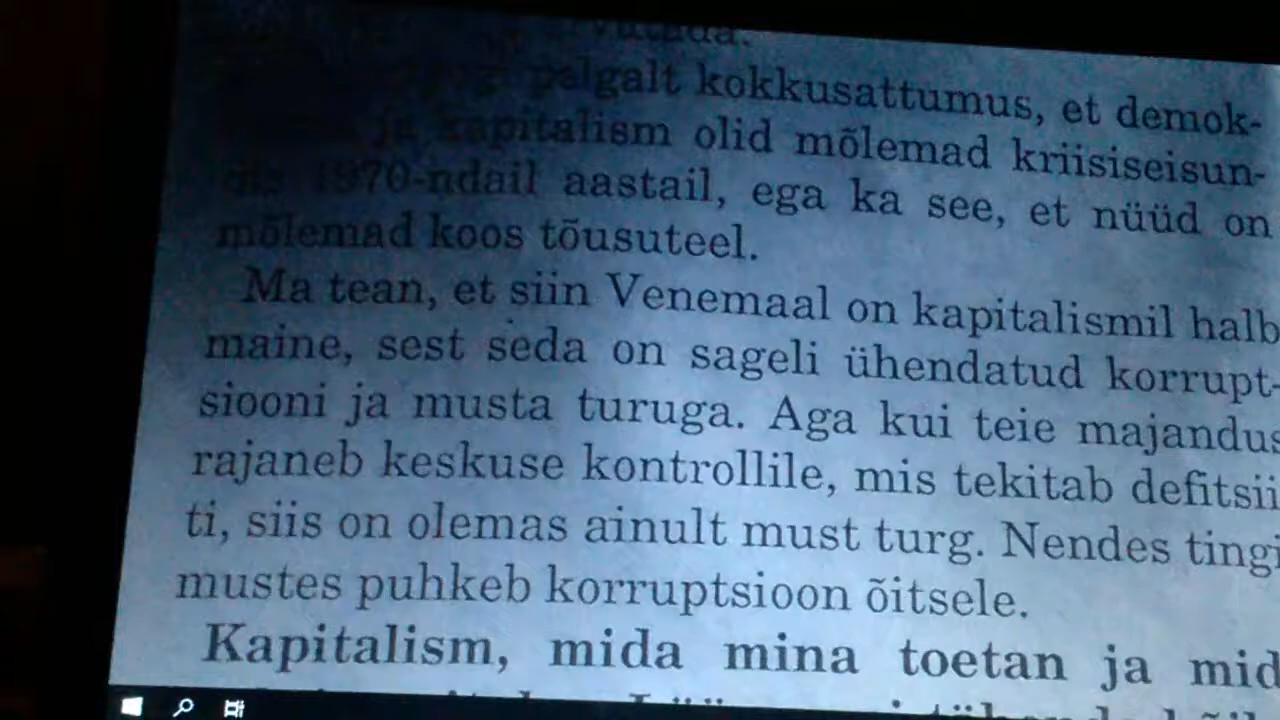 palgalt kokkusattumus, et demok-
ja kapitalism olid mõlemad kriisiseisun-
1970-ndail aastail, ega ka see, et nüüd on
mõlemad koos tõusuteel.
Ma tean, et siin Venemaal on kapitalismil halb
maine, sest seda on sageli ühendatud korrupt-
siooni ja musta turuga. Aga kui teie majandus
rajaneb keskuse kontrollile, mis tekitab defitsii
ti, siis on olemas ainult must turg. Nendes tingi
mustes puhkeb korruptsioon õitsele.
Kapitalism, mida mina toetan ja mid